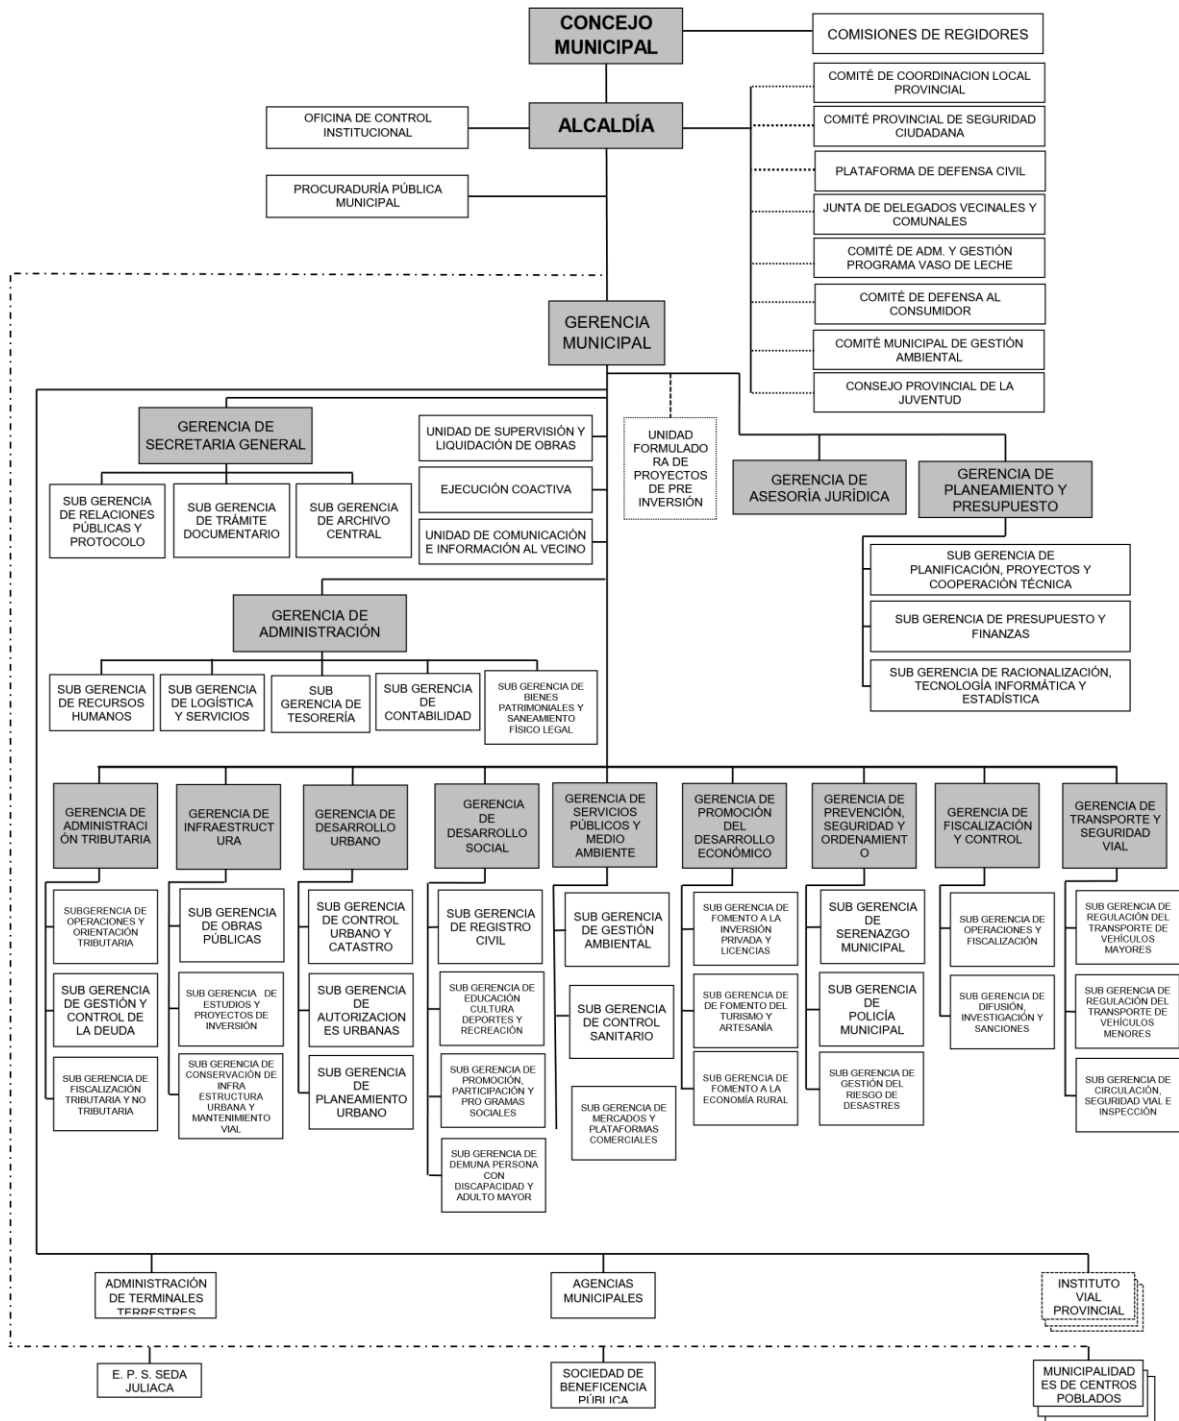 CONCEJO
MUNICIPAL
COMISIONES DE REGIDORES
ALCALDÍA
OFICINA DE CONTROL
INSTITUCIONAL
PROCURADURÍA PÚBLICA
MUNICIPAL
COMITÉ DE COORDINACION LOCAL
PROVINCIAL
COMITÉ PROVINCIAL DE SEGURIDAD
CIUDADANA
PLATAFORMA DE DEFENSA CIVIL
JUNTA DE DELEGADOS VECINALES Y
COMUNALES
COMITÉ DE ADM. Y GESTIÓN
PROGRAMA VASO DE LECHE
COMITÉ DE DEFENSA AL
CONSUMIDOR
COMITÉ MUNICIPAL DE GESTIÓN
AMBIENTAL
CONSEJO PROVINCIAL DE LA
JUVENTUD
GERENCIA
MUNICIPAL
GERENCIA DE
SECRETARIA GENERAL
SUB GERENCIA
DE RELACIONES
PÚBLICAS Y
PROTOCOLO
SUB GERENCIA
DE TRÁMITE
DOCUMENTARIO
SUB GERENCIA
DE ARCHIVO
CENTRAL
UNIDAD DE SUPERVISIÓN Y
LIQUIDACIÓN DE OBRAS
EJECUCIÓN COACTIVA
UNIDAD DE COMUNICACIÓN
E INFORMACIÓN AL VECINO
UNIDAD
FORMULADO
RA DE
PROYECTOS
DE PRE
INVERSIÓN
GERENCIA DE
ASESORÍA JURÍDICA
GERENCIA DE
PLANEAMIENTO Y
PRESUPUESTO
SUB GERENCIA DE
PLANIFICACIÓN, PROYECTOS Y
COOPERACIÓN TÉCNICA
SUB GERENCIA DE PRESUPUESTO Y
FINANZAS
SUB GERENCIA DE RACIONALIZACIÓN,
TECNOLOGÍA INFORMÁTICA Y
ESTADÍSTICA
GERENCIA DE
ADMINISTRACIÓN
SUB GERENCIA
DE RECURSOS
HUMANOS
SUB GERENCIA
DE LOGÍSTICA
Y SERVICIOS
SUB
GERENCIA DE
TESORERÍA
SUB GERENCIA
DE
CONTABILIDAD
SUB GERENCIA DE
BIENES
PATRIMONIALES Y
SANEAMIENTO
FÍSICO LEGAL
GERENCIA DE
ADMINISTRACI
ÓN TRIBUTARIA
SUBGERENCIA DE
OPERACIONES Y
ORIENTACIÓN
TRIBUTARIA
SUB GERENCIA
DE GESTIÓN Y
CONTROL DE
LA DEUDA
SUB GERENCIA DE
FISCALIZACIÓN
TRIBUTARIA Y NO
TRIBUTARIA
GERENCIA DE
INFRAESTRUCT
URA
SUB GERENCIA
DE OBRAS
PÚBLICAS
SUB GERENCIA DE
ESTUDIOS Y
PROYECTOS DE
INVERSIÓN
SUB GERENCIA DE
CONSERVACIÓN DE
INFRA
ESTRUCTURA
URBANA Y
MANTENIMIENTO
VIAL
GERENCIA DE
DESARROLLO
URBANO
SUB GERENCIA
DE CONTROL
URBANO Y
CATASTRO
SUB GERENCIA
DE
AUTORIZACION
ES URBANAS
SUB GERENCIA
DE
PLANEAMIENTO
URBANO
GERENCIA
DE
DESARROLLO
SOCIAL
SUB GERENCIA
DE REGISTRO
CIVIL
SUB GERENCIA DE
EDUCACIÓN
CULTURA
DEPORTES Y
RECREACIÓN
SUB GERENCIA DE
PROMOCIÓN,
PARTICIPACIÓN Y
PRO GRAMAS
SOCIALES
SUB GERENCIA DE
DEMUNA PERSONA
CON
DISCAPACIDAD Y
ADULTO MAYOR
GERENCIA DE
SERVICIOS
PÚBLICOS Y
MEDIO
AMBIENTE
SUB GERENCIA
DE GESTIÓN
AMBIENTAL
SUB GERENCIA
DE CONTROL
SANITARIO
SUB GERENCIA DE
MERCADOS Y
PLATAFORMAS
COMERCIALES
GERENCIA DE
PROMOCIÓN
DEL
DESARROLLO
ECONÓMICO
SUB GERENCIA DE
FOMENTO A LA
INVERSIÓN
PRIVADA Y
LICENCIAS
SUB GERENCIA DE
DE FOMENTO DEL
TURISMO Y
ARTESANÍA
SUB GERENCIA DE
FOMENTO A LA
ECONOMÍA RURAL
GERENCIA DE
PREVENCIÓN,
SEGURIDAD Y
ORDENAMIENT
O
SUB GERENCIA
DE
SERENAZGO
MUNICIPAL
SUB GERENCIA
DE
POLICÍA
MUNICIPAL
SUB GERENCIA DE
GESTIÓN DEL
RIESGO DE
DESASTRES
GERENCIA DE
FISCALIZACIÓN
Y CONTROL
SUB GERENCIA DE
OPERACIONES Y
FISCALIZACIÓN
SUB GERENCIA DE
DIFUSIÓN,
INVESTIGACIÓN Y
SANCIONES
GERENCIA DE
TRANSPORTE Y
SEGURIDAD
VIAL
SUB GERENCIA DE
REGULACIÓN DEL
TRANSPORTE DE
VEHÍCULOS
MAYORES
SUB GERENCIA DE
REGULACIÓN DEL
TRANSPORTE DE
VEHÍCULOS
MENORES
SUB GERENCIA DE
CIRCULACIÓN,
SEGURIDAD VIAL E
INSPECCIÓN
ADMINISTRACIÓN
DE TERMINALES
TERRESTRES
AGENCIAS
MUNICIPALES
INSTITUTO
VIAL
PROVINCIAL
E. P. S. SEDA
JULIACA
SOCIEDAD DE
BENEFICENCIA
PÚBLICA
MUNICIPALIDAD
ES DE CENTROS
POBLADOS